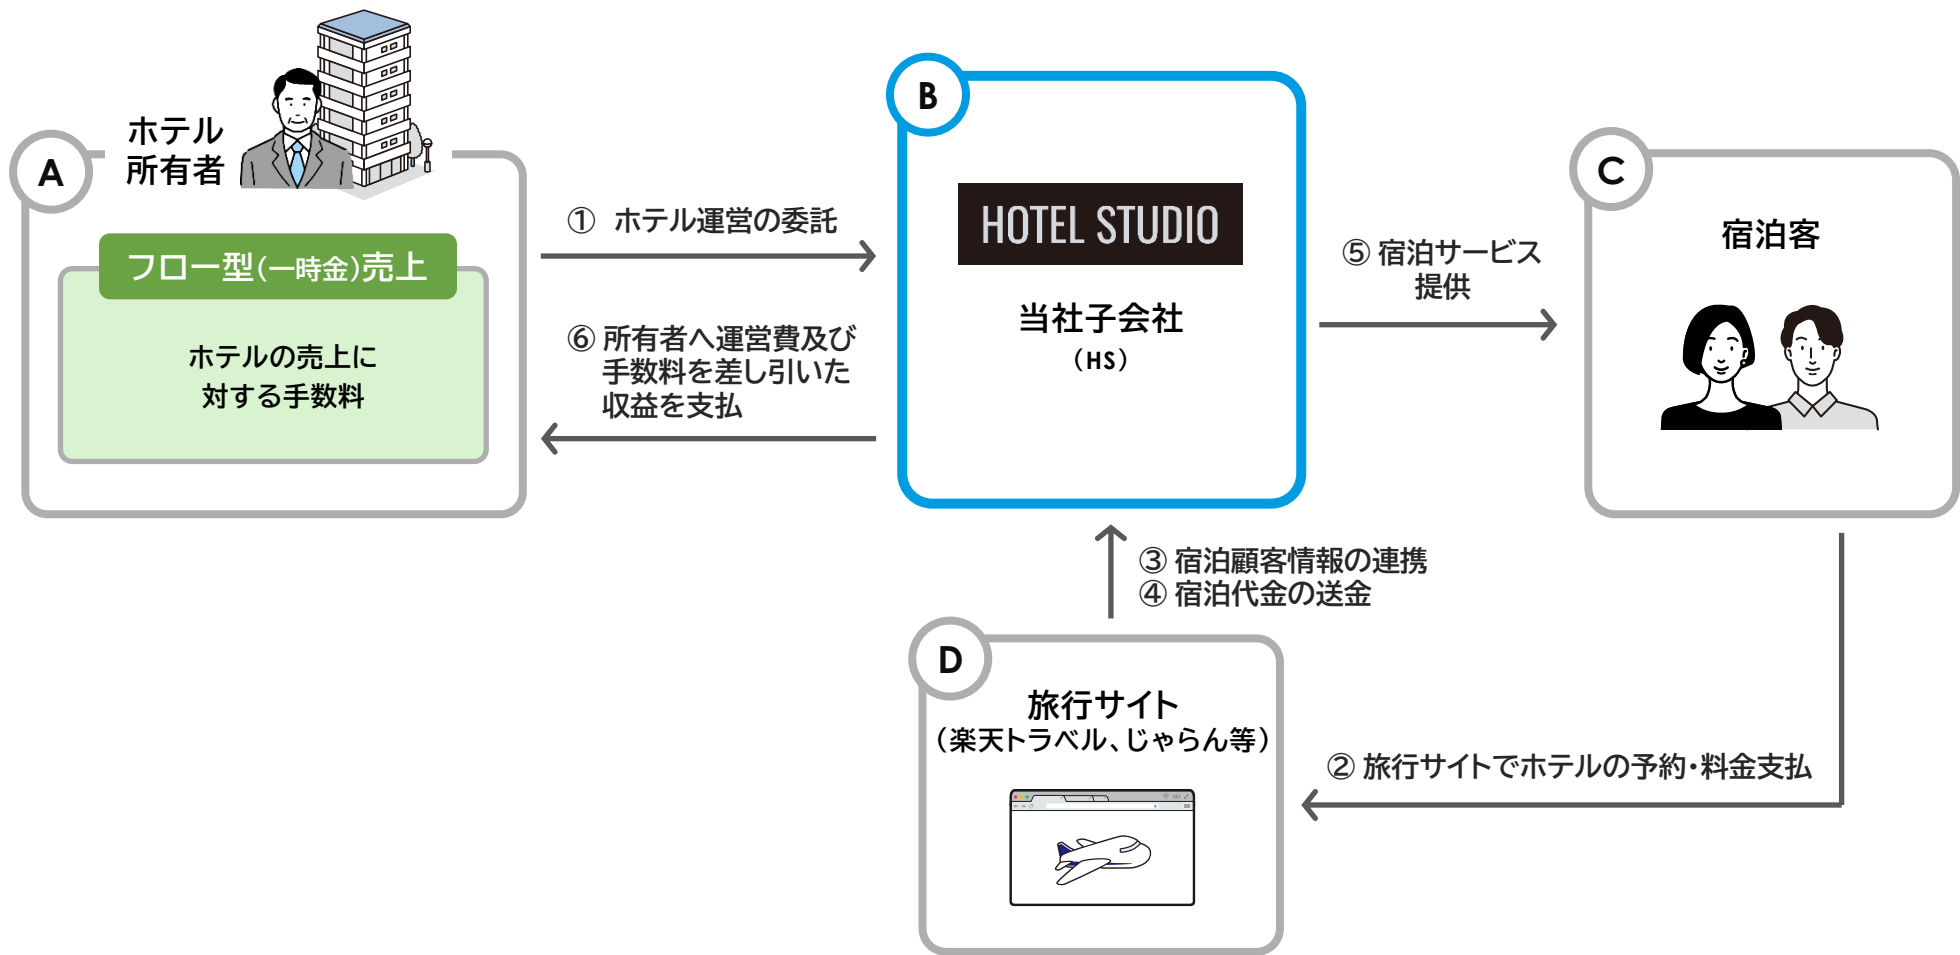 A
ホテル
所有者
フロー型(一時金)売上
ホテルの売上に
対する手数料
① ホテル運営の委託
⑥ 所有者へ運営費及び
手数料を差し引いた
収益を支払
B
HOTEL STUDIO
当社子会社
(HS)
⑤ 宿泊サービス
提供
C
宿泊客
③ 宿泊顧客情報の連携
④ 宿泊代金の送金
D
旅行サイト
(楽天トラベル、じゃらん等)
② 旅行サイトでホテルの予約・料金支払